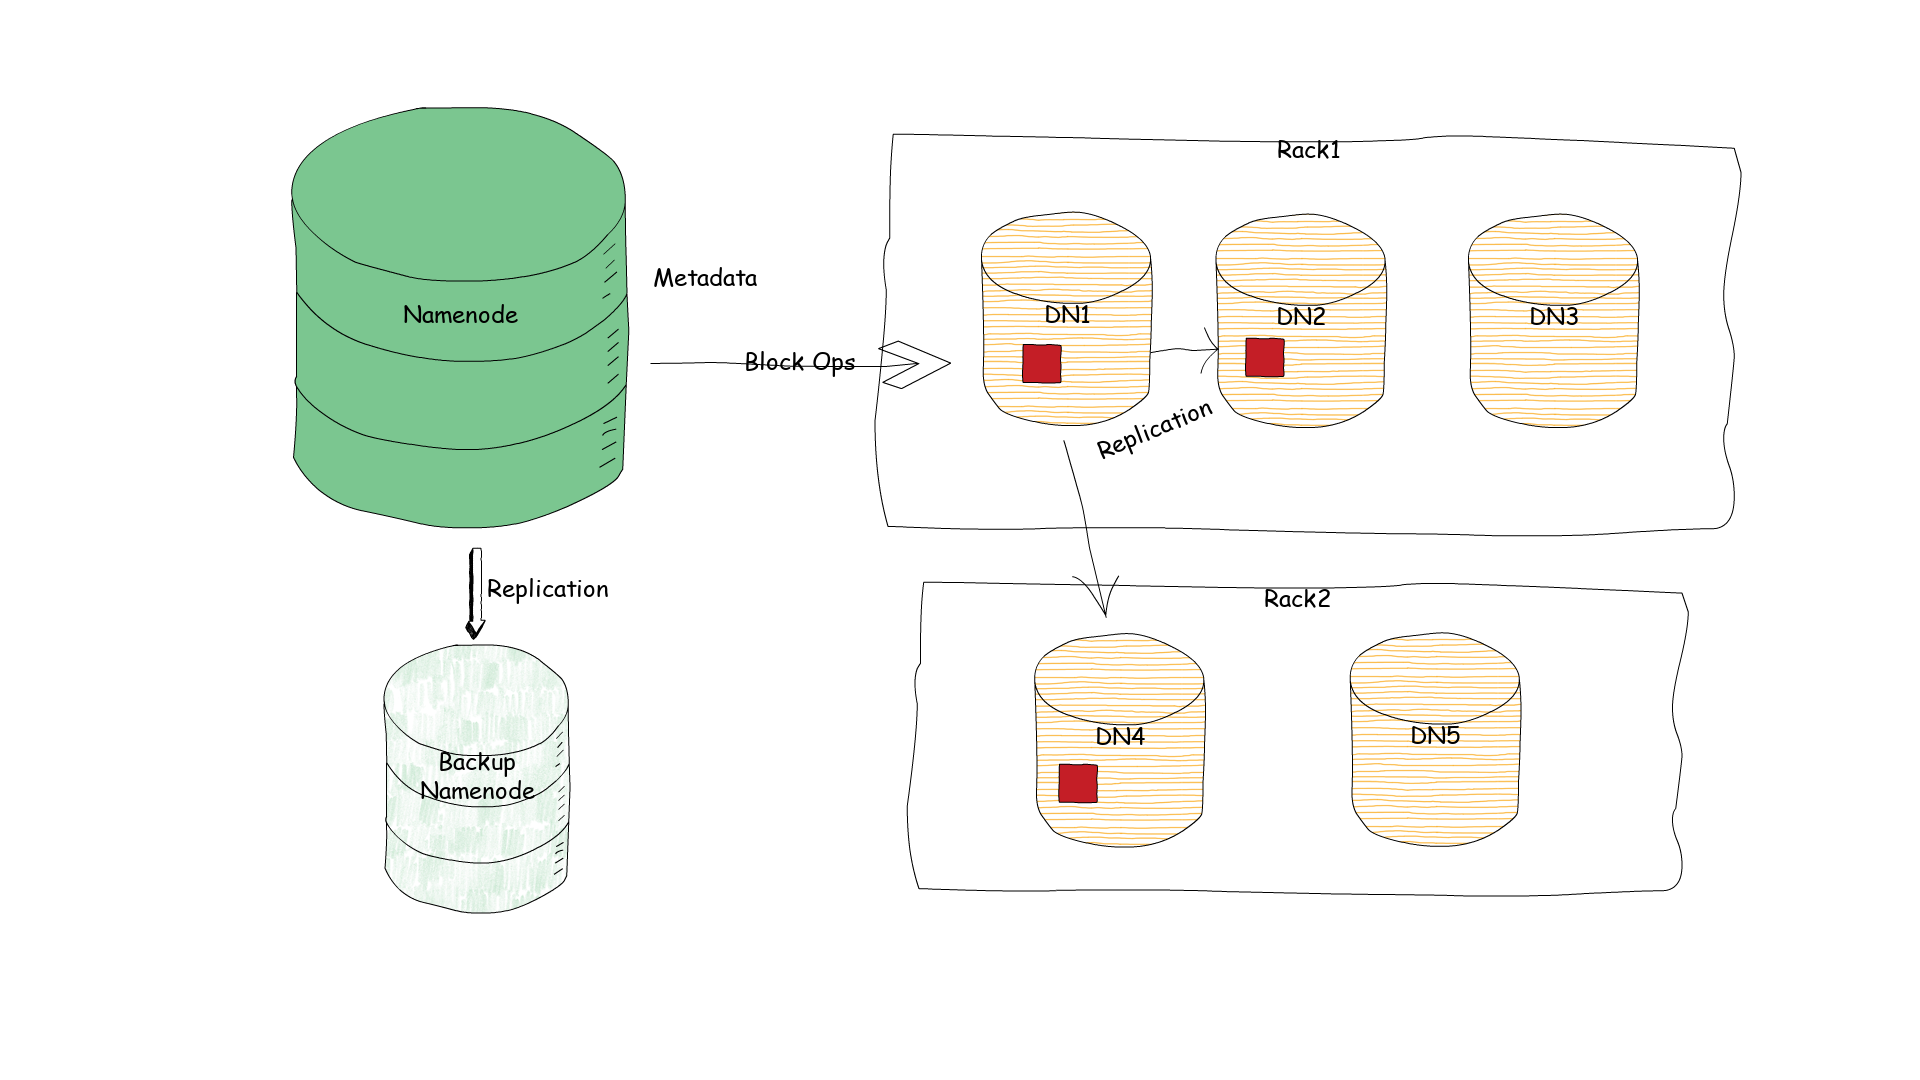 Rack1
Metadata
Namenode
DN1
DN2
DN3
Block Ops
Replication
Replication
Rack2
DN4
DN5
Backup
Namenode